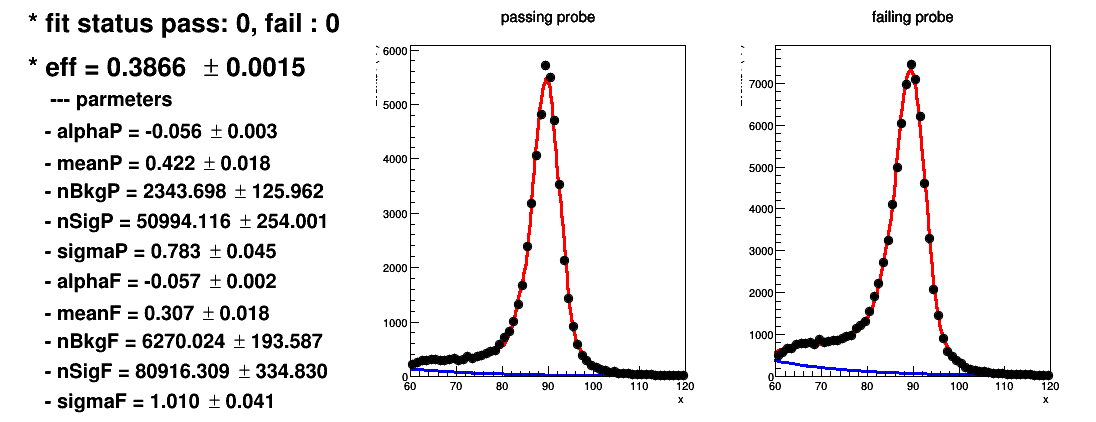 * fit status pass: 0, fail : 0
* eff = 0.3866 ± 0.0015
--- parmeters
- alphaP = -0.056 ± 0.003
- meanP = 0.422 ± 0.018
- nBkgP = 2343.698 ± 125.962
- nSigP = 50994.116 ± 254.001
- sigmaP = 0.783 ± 0.045
- alphaF = -0.057 ± 0.002
- meanF = 0.307 ± 0.018
- nBkgF = 6270.024 ± 193.587
- nSigF = 80916.309 ± 334.830
- sigmaF = 1.010 ± 0.041
passing probe
6000
5000
4000
3000
2000
1000
0
60 70 80 90 100 110 120
x
failing probe
7000
6000
5000
4000
3000
2000
1000
0
60 70 80 90 100 110 120
x